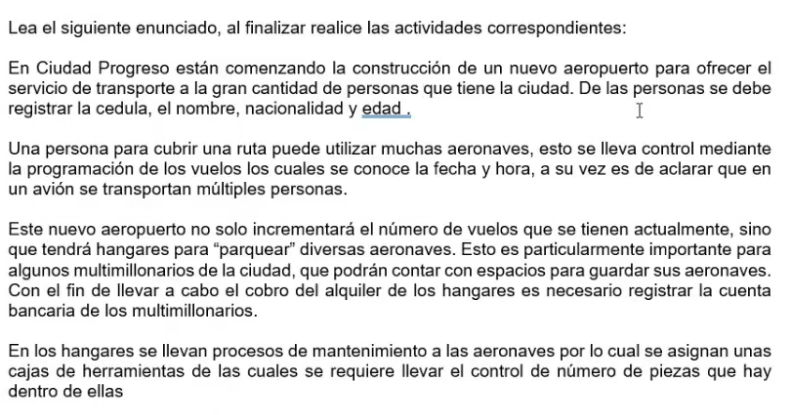 Lea el siguiente enunciado, al finalizar realice las actividades correspondientes:
En Ciudad Progreso están comenzando la construcción de un nuevo aeropuerto para ofrecer el
servicio de transporte a la gran cantidad de personas que tiene la ciudad. De las personas se debe
registrar la cedula, el nombre, nacionalidad y edad .
Una persona para cubrir una ruta puede utilizar muchas aeronaves, esto se lleva control mediante
la programación de los vuelos los cuales se conoce la fecha y hora, a su vez es de aclarar que en
un avión se transportan múltiples personas.
Este nuevo aeropuerto no solo incrementará el número de vuelos que se tienen actualmente, sino
que tendrá hangares para “parquear” diversas aeronaves. Esto es particularmente importante para
algunos multimillonarios de la ciudad, que podrán contar con espacios para guardar sus aeronaves.
Con el fin de llevar a cabo el cobro del alquiler de los hangares es necesario registrar la cuenta
bancaria de los multimillonarios.
En los hangares se llevan procesos de mantenimiento a las aeronaves por lo cual se asignan unas
cajas de herramientas de las cuales se requiere llevar el control de número de piezas que hay
dentro de ellas